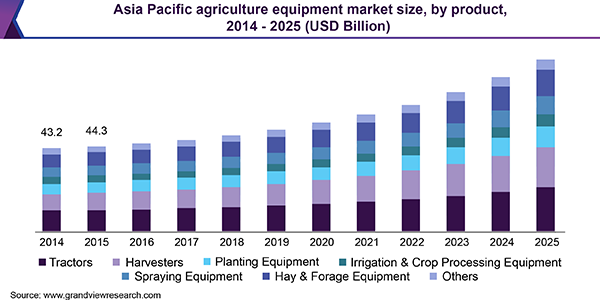 Asia Pacific agriculture equipment market size, by product,
2014 - 2025 (USD Billion)
43.2 44.3
2014 2015 2016 2017 2018 2019 2020 2021 2022 2023 2024 2025
Tractors Harvesters Planting Equipment Irrigation & Crop Processing Equipment
Spraying Equipment Hay & Forage Equipment Others
Source: www.grandviewresearch.com